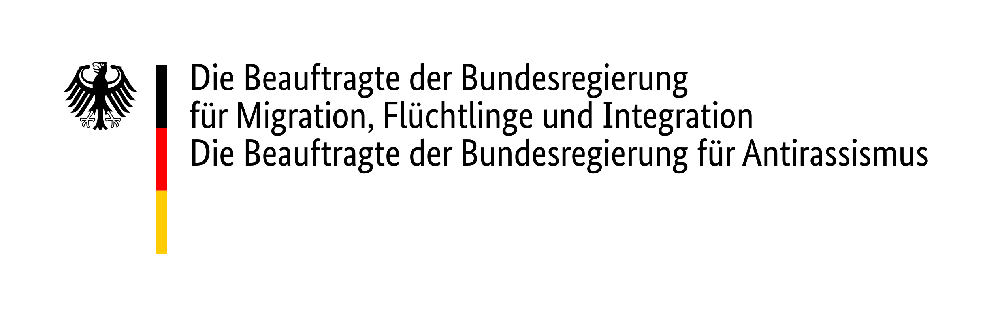 Die Beauftragte der Bundesregierung
für Migration, Flüchtlinge und Integration
Die Beauftragte der Bundesregierung für Antirassismus